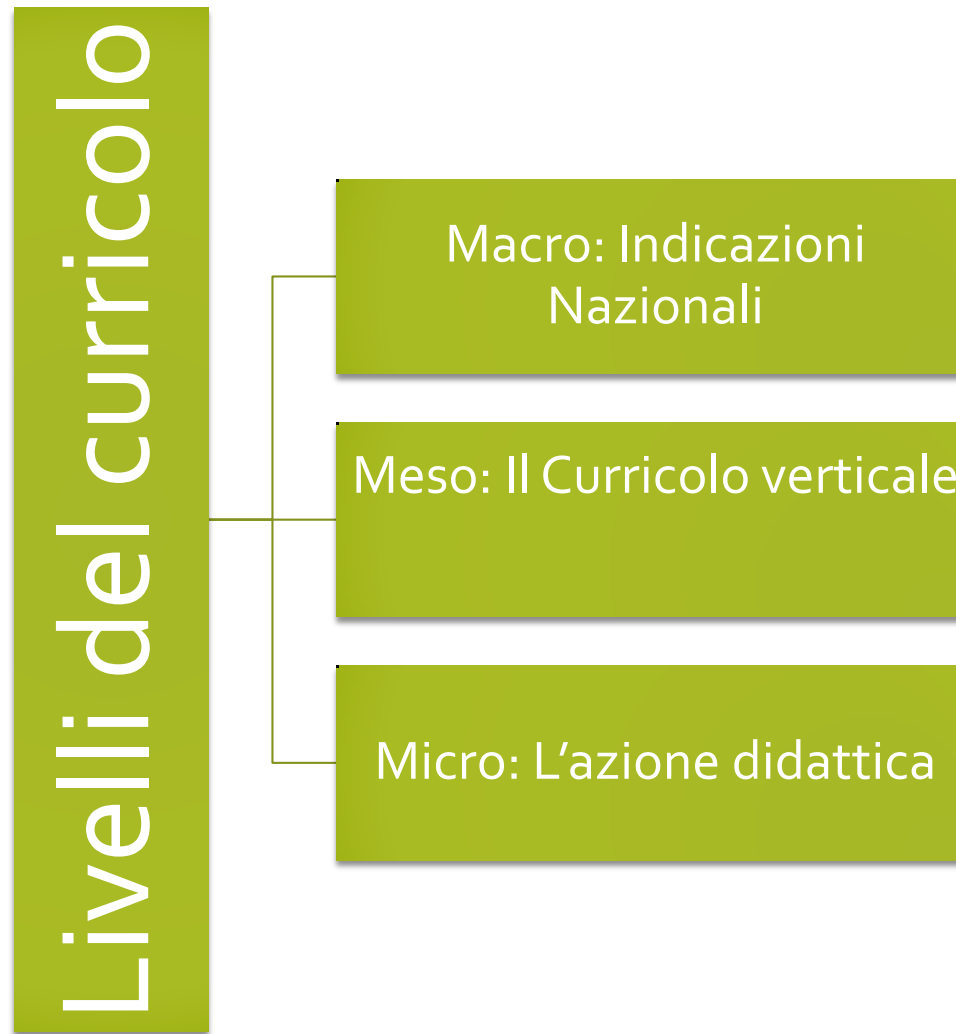 Livelli del curricolo
Macro: Indicazioni
Nazionali
Meso: Il Curricolo verticale
Micro: L’azione didattica